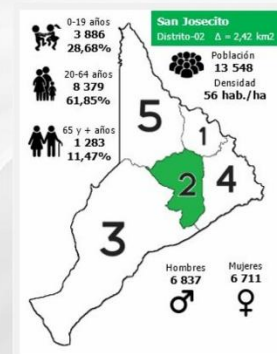 0-19 años
3 886
28,68%
20-64 años
8 379
61,85%
65 y + años
1 283
11,47%
San Josecito
Distrito-02 Δ = 2,42 km2
Población
13 548
Densidad
56 hab./ha
5
1
2
4
3
Hombres
6 837
Mujeres
6 711